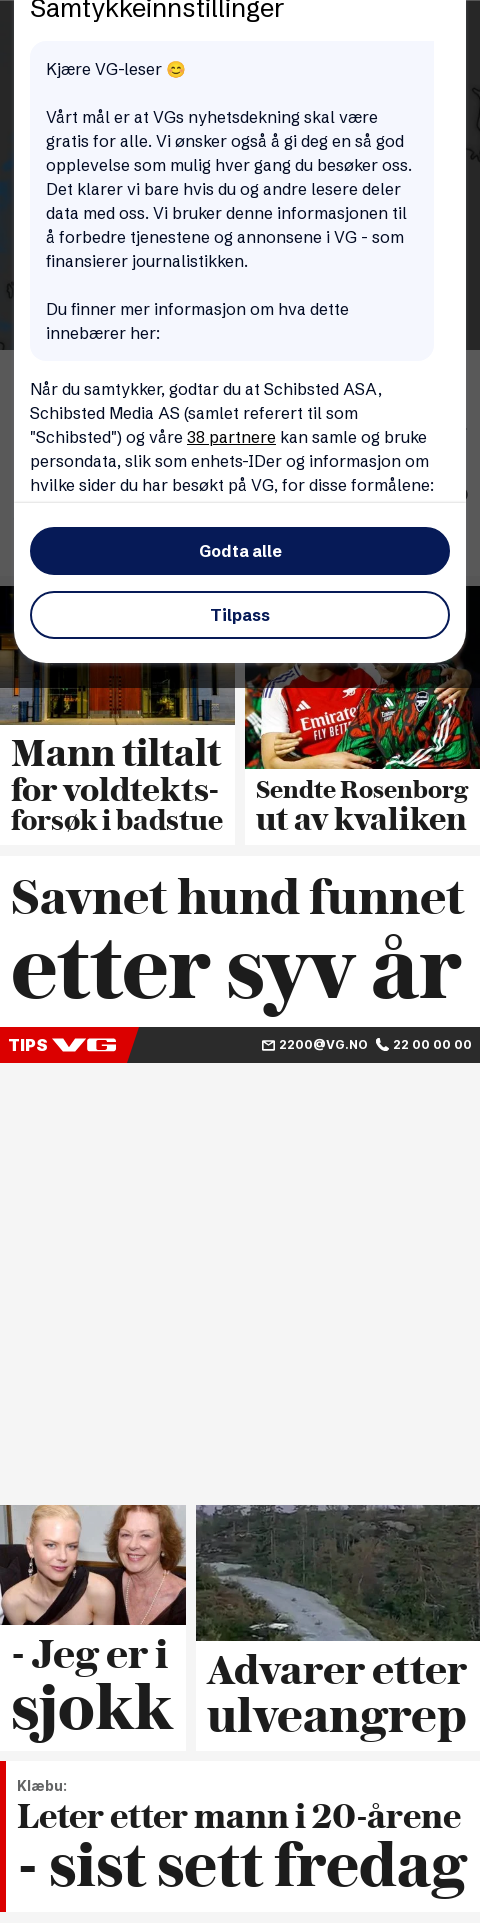 Samtykkeinnstillinger
Kjære VG-leser 😊
Vårt mål er at VGs nyhetsdekning skal være
gratis for alle. Vi ønsker også å gi deg en så god
opplevelse som mulig hver gang du besøker oss.
Det klarer vi bare hvis du og andre lesere deler
data med oss. Vi bruker denne informasjonen til
å forbedre tjenestene og annonsene i VG - som
finansierer journalistikken.
Du finner mer informasjon om hva dette
innebærer her:
Når du samtykker, godtar du at Schibsted ASA,
Schibsted Media AS (samlet referert til som
"Schibsted") og våre 38 partnere kan samle og bruke
persondata, slik som enhets-IDer og informasjon om
hvilke sider du har besøkt på VG, for disse formålene:
Godta alle
Tilpass
Emirates
FLY BETTER
Arsenal
Mann tiltalt
for voldtekts-
forsøk i badstue
Sendte Rosenborg
ut av kvaliken
Savnet hund funnet
etter syv år
TIPS VG
2200@VG.NO 22 00 00 00
- Jeg er i
sjokk
Advarer etter
ulveangrep
Klæbu:
Leter etter mann i 20-årene
- sist sett fredag